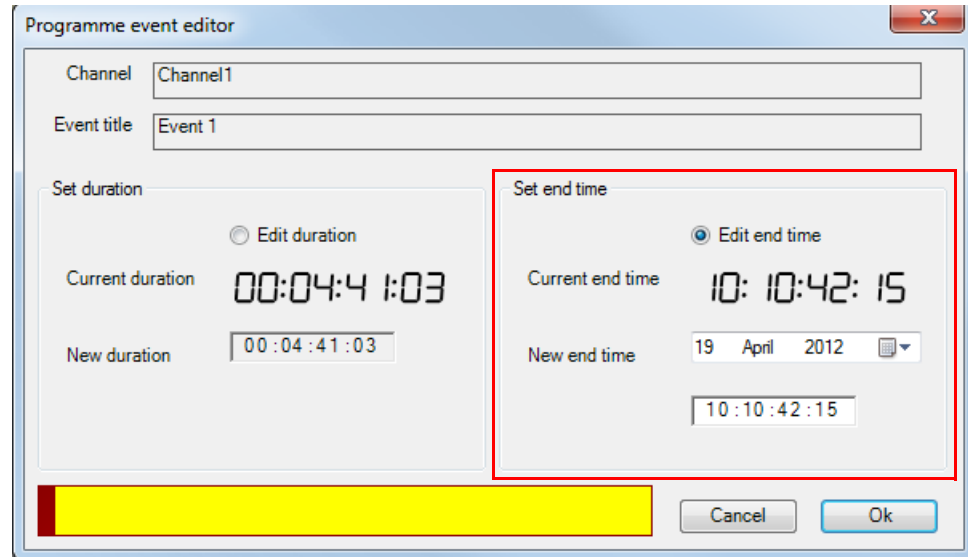 Programme event editor
Channel Channel1
Event title Event 1
Set duration
Edit duration
Current duration 00:04:41:03
New duration 00:04:41:03
Set end time
Edit end time
Current end time 10:10:42:15
New end time 19 April 2012
10:10:42:15
Cancel Ok